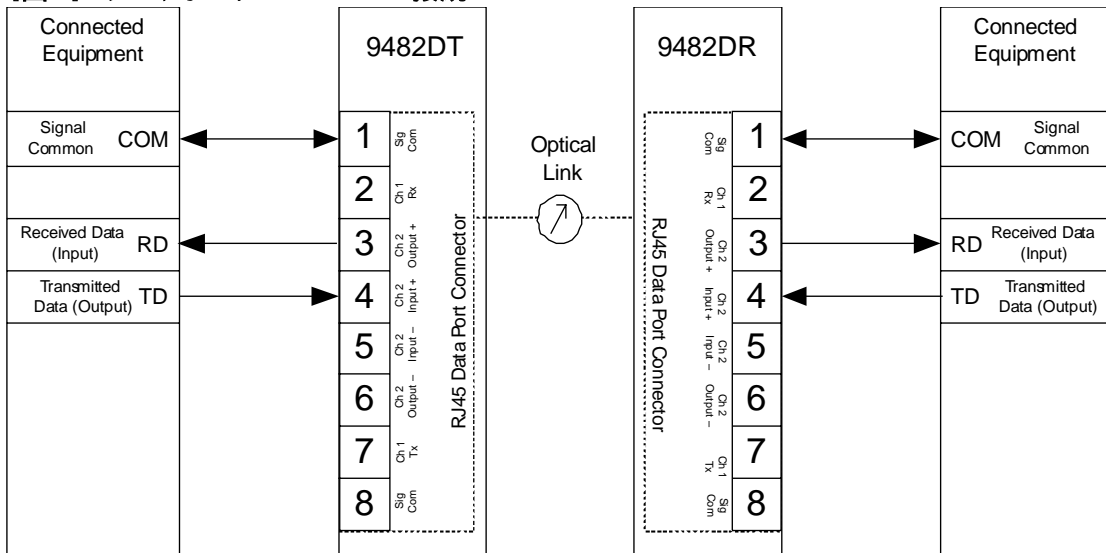 Connected
Equipment
9482DT
9482DR
Connected
Equipment
Signal
Common
COM
1
Sig
Com
Optical
Link
Sig
Com
1
COM
Signal
Common
2
Ch 1
Rx
Ch 1
Rx
2
Received Data
(Input)
RD
3
Ch 2
Output +
Ch 2
Output +
3
RD
Received Data
(Input)
Transmitted
Data (Output)
TD
4
Ch 2
Input +
Ch 2
Input +
4
TD
Transmitted
Data (Output)
5
Ch 2
Input –
Ch 2
Input –
5
6
Ch 2
Output –
Ch 2
Output –
6
7
Ch 1
Tx
Ch 1
Tx
7
8
Sig
Com
Sig
Com
8
RJ45 Data Port Connector
RJ45 Data Port Connector